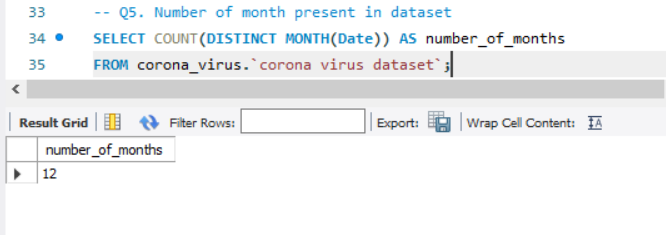 33 -- Q5. Number of month present in dataset
34 SELECT COUNT(DISTINCT MONTH(Date)) AS number_of_months
35 FROM corona_virus.`corona virus dataset`;
Result Grid Filter Rows: Export: Wrap Cell Content: IA
number_of_months
12